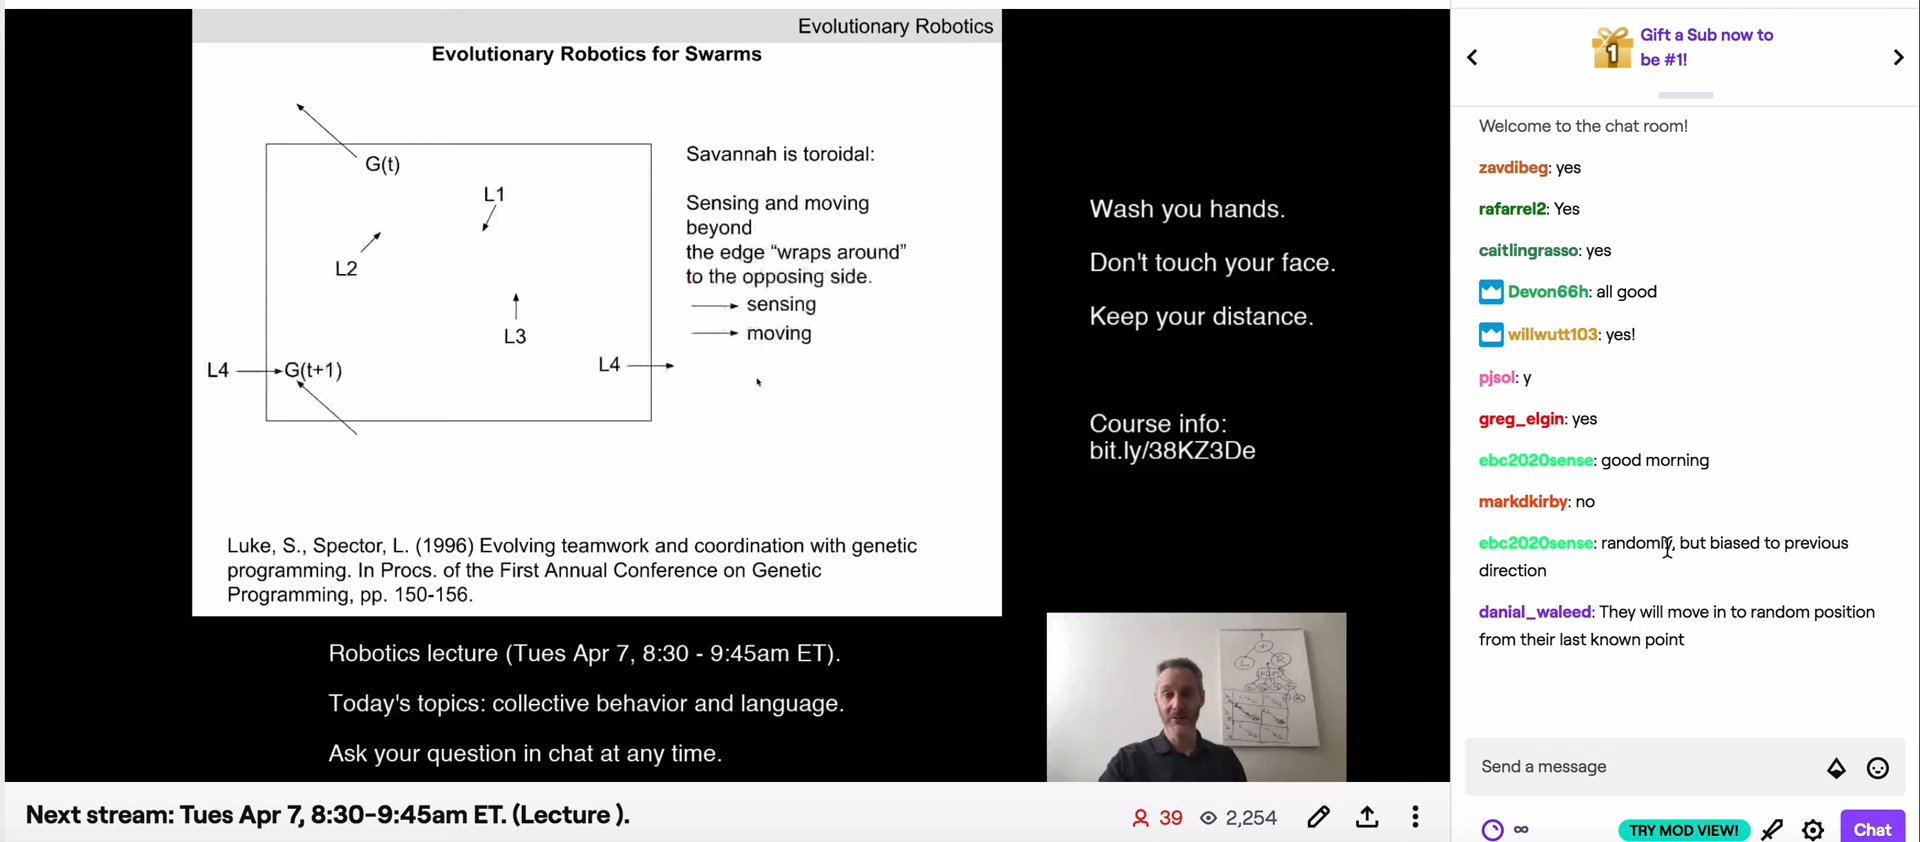 Evolutionary Robotics
Evolutionary Robotics for Swarms
G(t)
L1
L2
L3
L4
G(t+1)
L4
Savannah is toroidal:
Sensing and moving
beyond
the edge “wraps around”
to the opposing side.
sensing
moving
Luke, S., Spector, L. (1996) Evolving teamwork and coordination with genetic
programming. In Procs. of the First Annual Conference on Genetic
Programming, pp. 150-156.
Wash you hands.
Don't touch your face.
Keep your distance.
Course info:
bit.ly/38KZ3De
Robotics lecture (Tues Apr 7, 8:30 - 9:45am ET).
Today's topics: collective behavior and language.
Ask your question in chat at any time.
Next stream: Tues Apr 7, 8:30-9:45am ET. (Lecture ).
39
2,254
1
Gift a Sub now to
be #1!
Welcome to the chat room!
zavdibeg: yes
rafarrel2: Yes
caitlingrasso: yes
Devon66h: all good
willwutt103: yes!
pjsol: y
greg_elgin: yes
ebc2020sense: good morning
markdkirby: no
ebc2020sense: randomly, but biased to previous
direction
danial_waleed: They will move in to random position
from their last known point
Send a message
∞
TRY MOD VIEW!
Chat